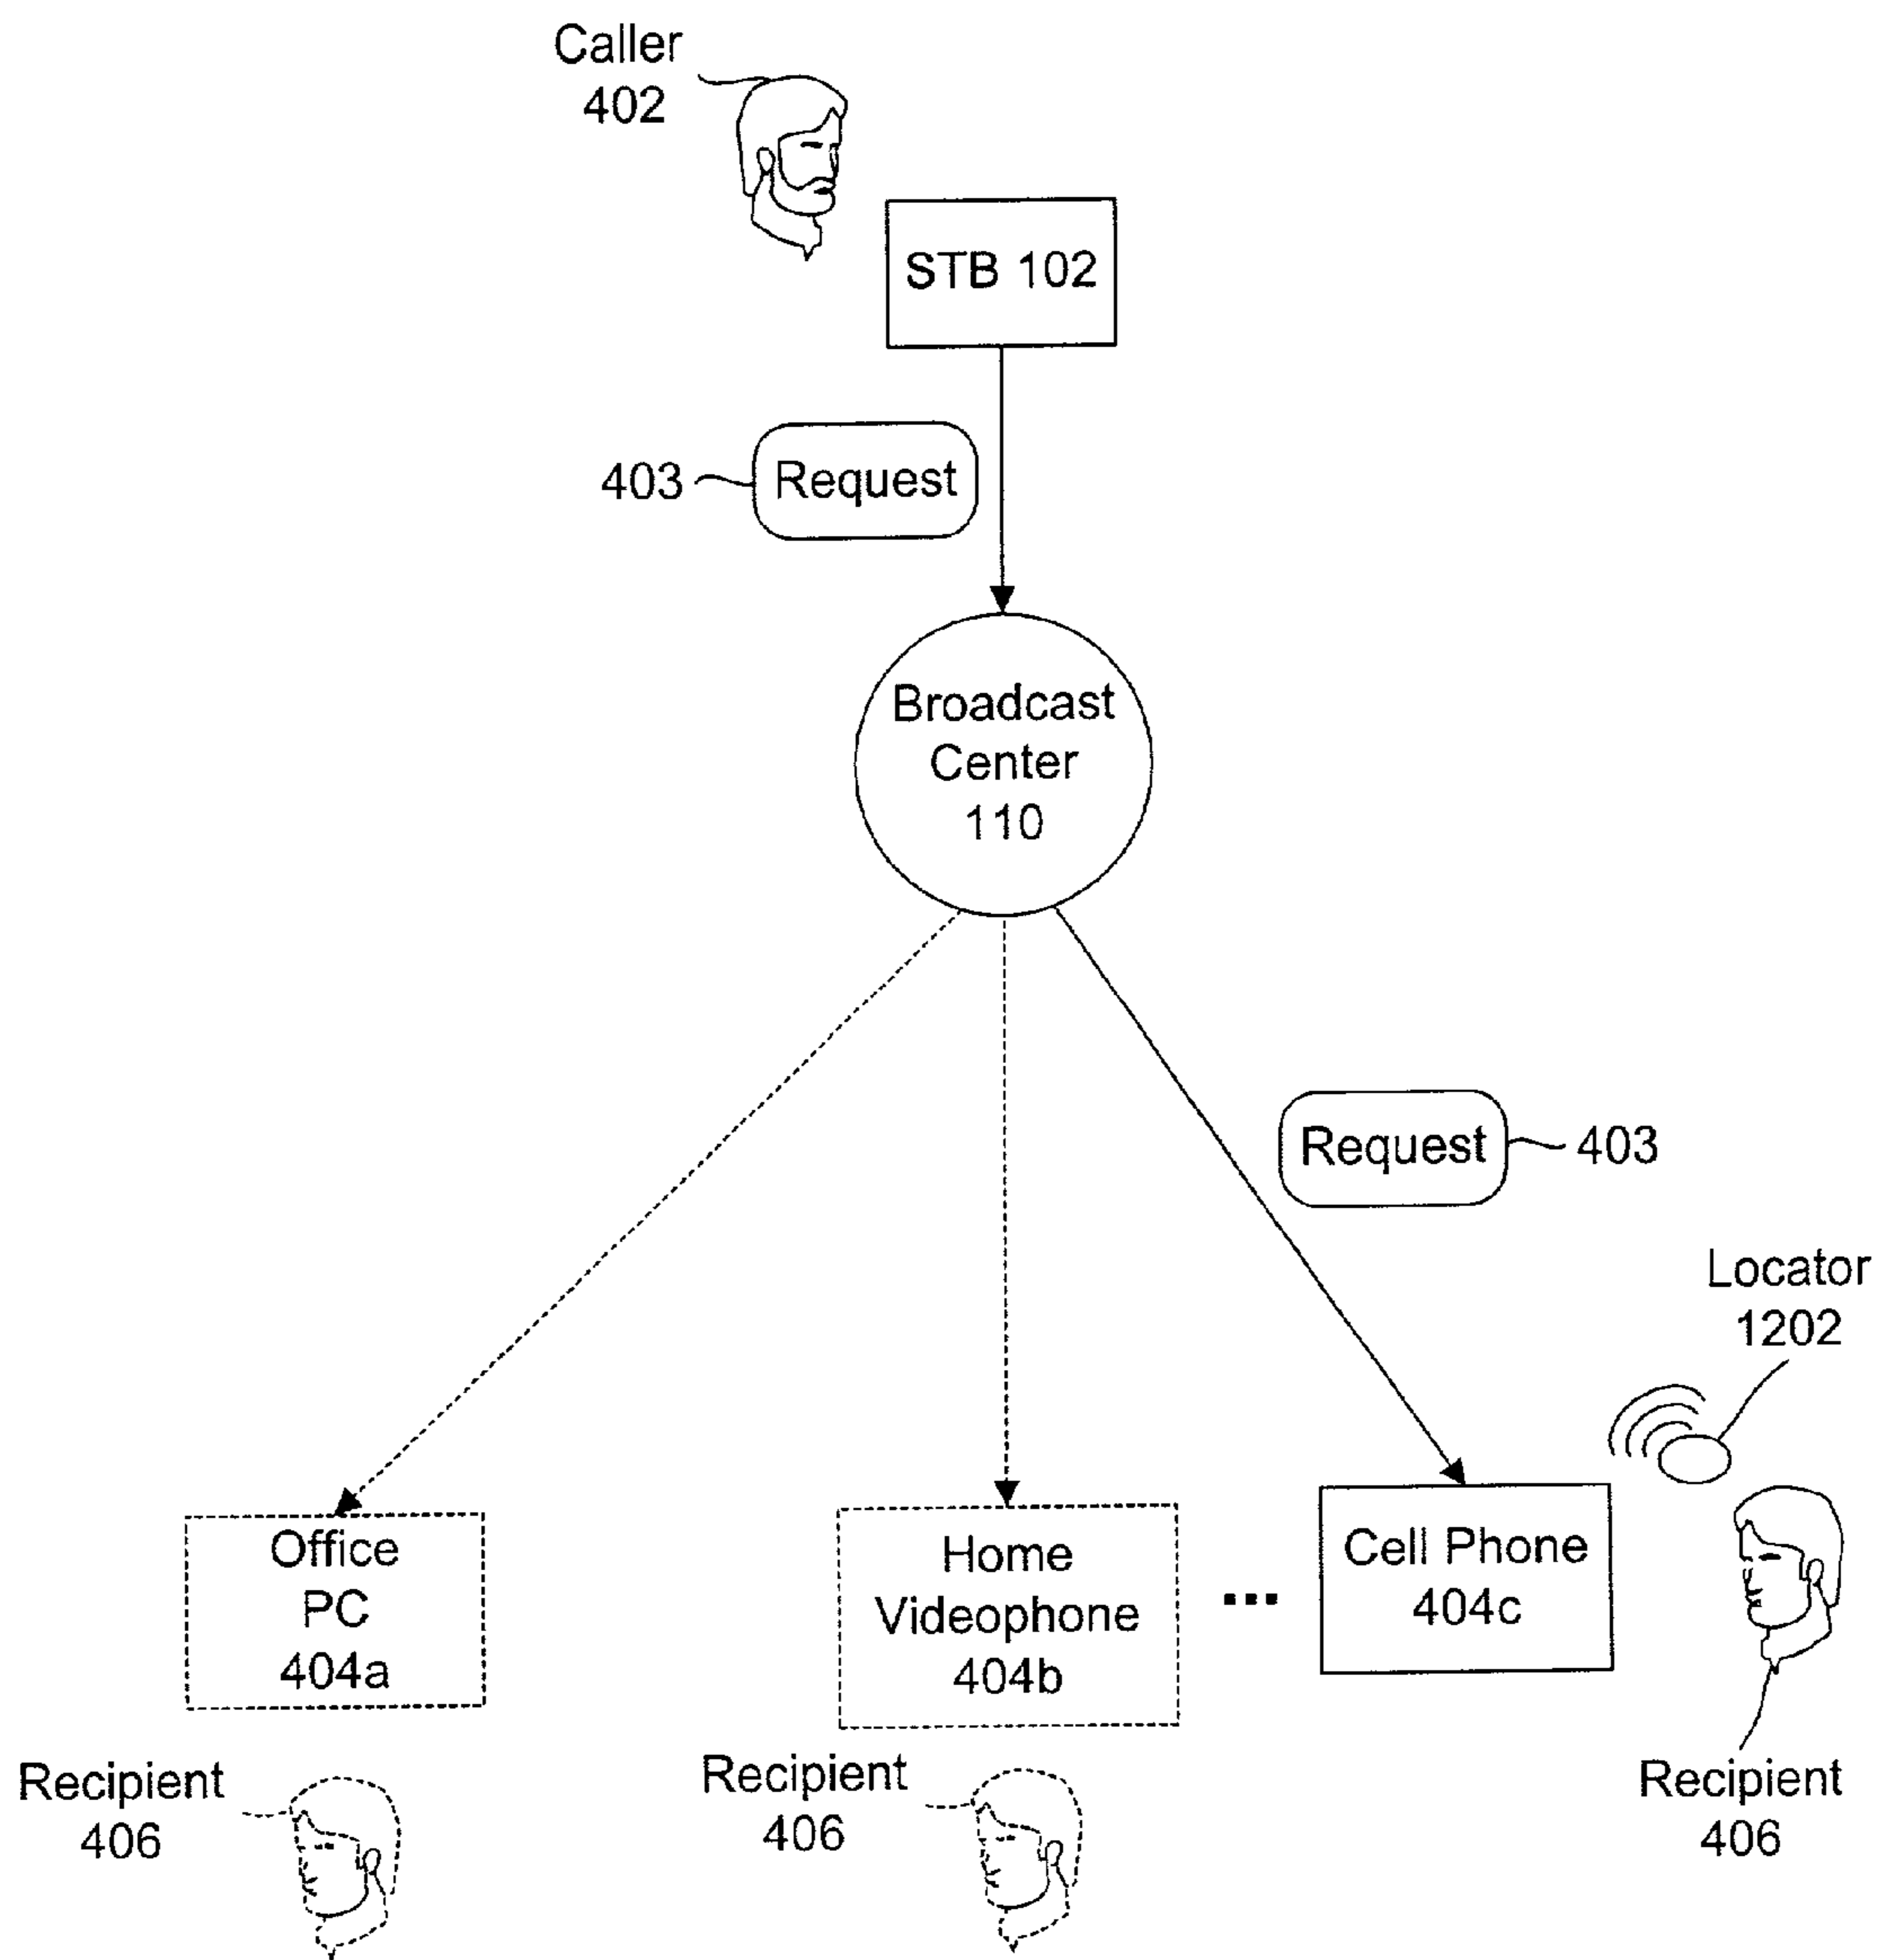 Caller
402
STB 102
403
Request
Broadcast
Center
110
Request
403
Locator
1202
Office
PC
404a
Home
Videophone
404b
...
Cell Phone
404c
Recipient
406
Recipient
406
Recipient
406